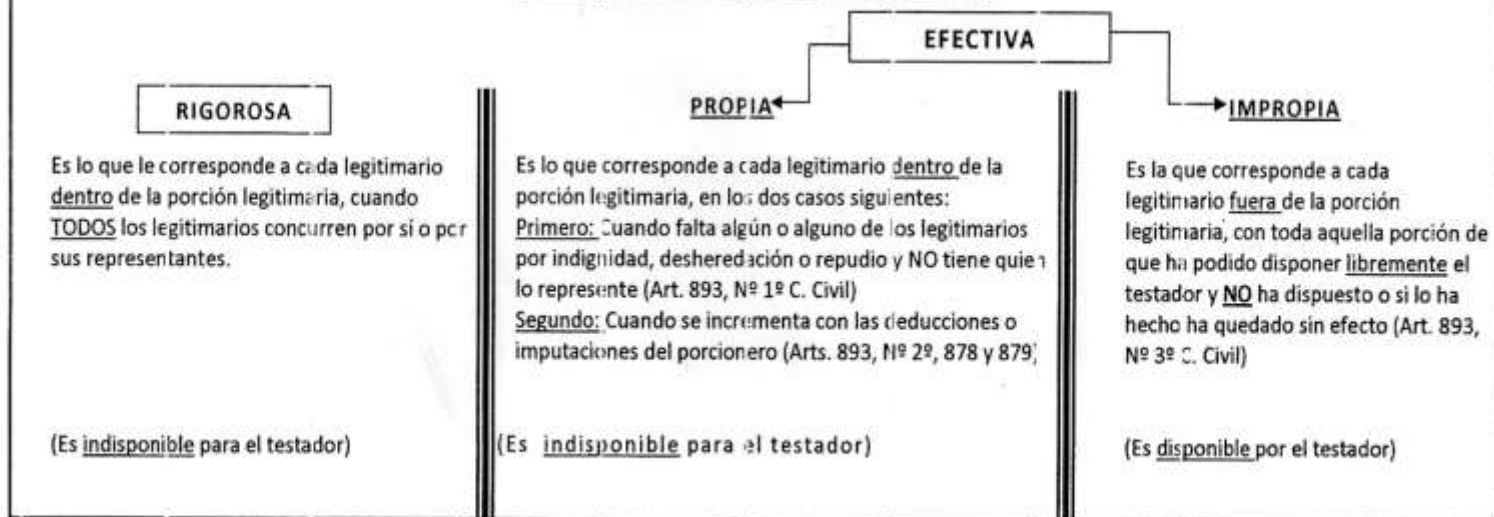 EFECTIVA
RIGOROSA
Es lo que le corresponde a cada legitimario
dentro de la porción legitimaria, cuando
TODOS los legitimarios concurren por sí o por
sus representantes.
(Es indisponible para el testador)
PROPIA
Es lo que corresponde a cada legitimario dentro de la
porción legitimaria, en los dos casos siguientes:
Primero: Cuando falta algún o alguno de los legitimarios
por indignidad, desheredación o repudio y NO tiene quien
lo represente (Art. 893, Nº 1º C. Civil)
Segundo: Cuando se incrementa con las deducciones o
imputaciones del porcionero (Arts. 893, Nº 2º, 878 y 879)
(Es indisponible para el testador)
IMPROPIA
Es la que corresponde a cada
legitimario fuera de la porción
legitimaria, con toda aquella porción de
que ha podido disponer libremente el
testador y NO ha dispuesto o si lo ha
hecho ha quedado sin efecto (Art. 893,
Nº 3º C. Civil)
(Es disponible por el testador)